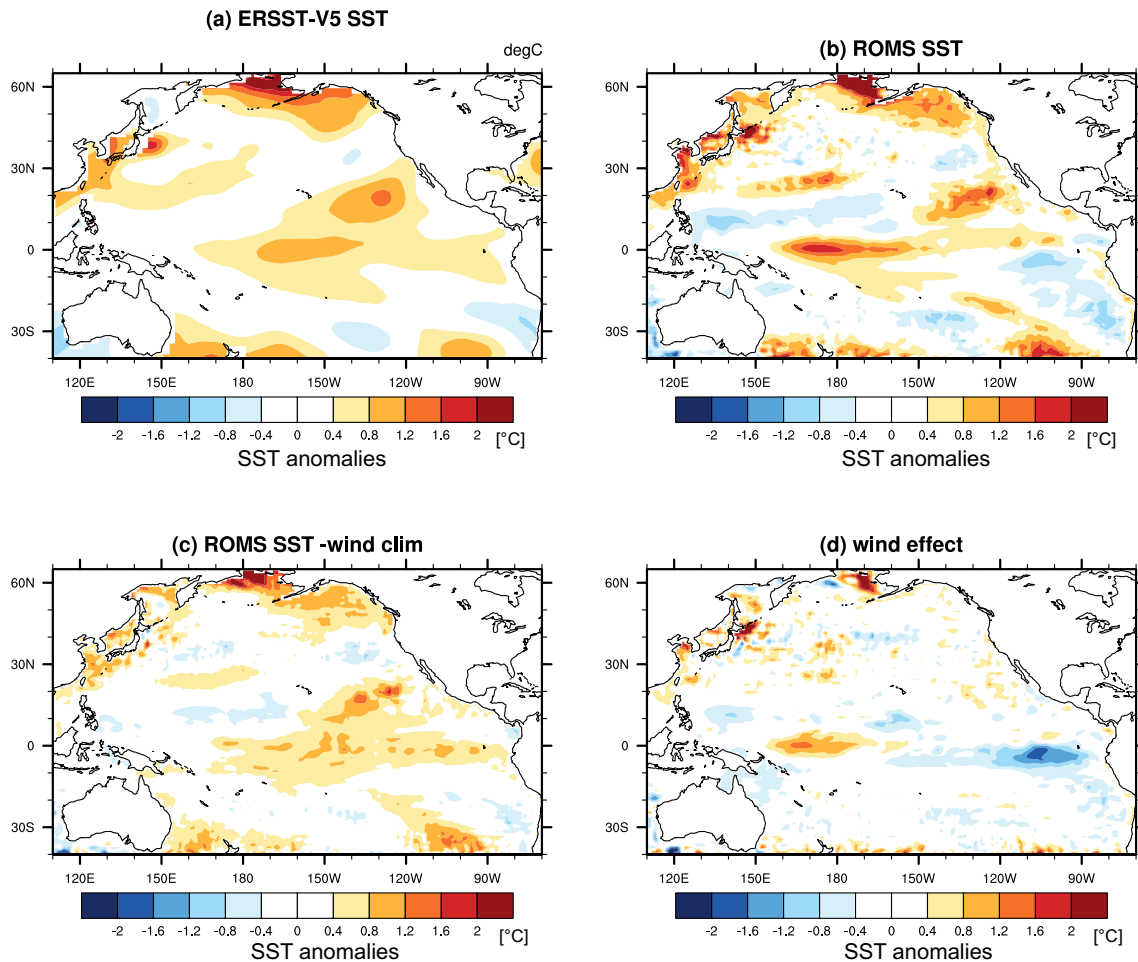 (a) ERSST-V5 SST
degC
60N
30N
0
30S
120E 150E 180 150W 120W 90W
-2 -1.6 -1.2 -0.8 -0.4 0 0.4 0.8 1.2 1.6 2 [°C]
SST anomalies
(b) ROMS SST
60N
30N
0
30S
120E 150E 180 150W 120W 90W
-2 -1.6 -1.2 -0.8 -0.4 0 0.4 0.8 1.2 1.6 2 [°C]
SST anomalies
(c) ROMS SST -wind clim
60N
30N
0
30S
120E 150E 180 150W 120W 90W
-2 -1.6 -1.2 -0.8 -0.4 0 0.4 0.8 1.2 1.6 2 [°C]
SST anomalies
(d) wind effect
60N
30N
0
30S
120E 150E 180 150W 120W 90W
-2 -1.6 -1.2 -0.8 -0.4 0 0.4 0.8 1.2 1.6 2 [°C]
SST anomalies